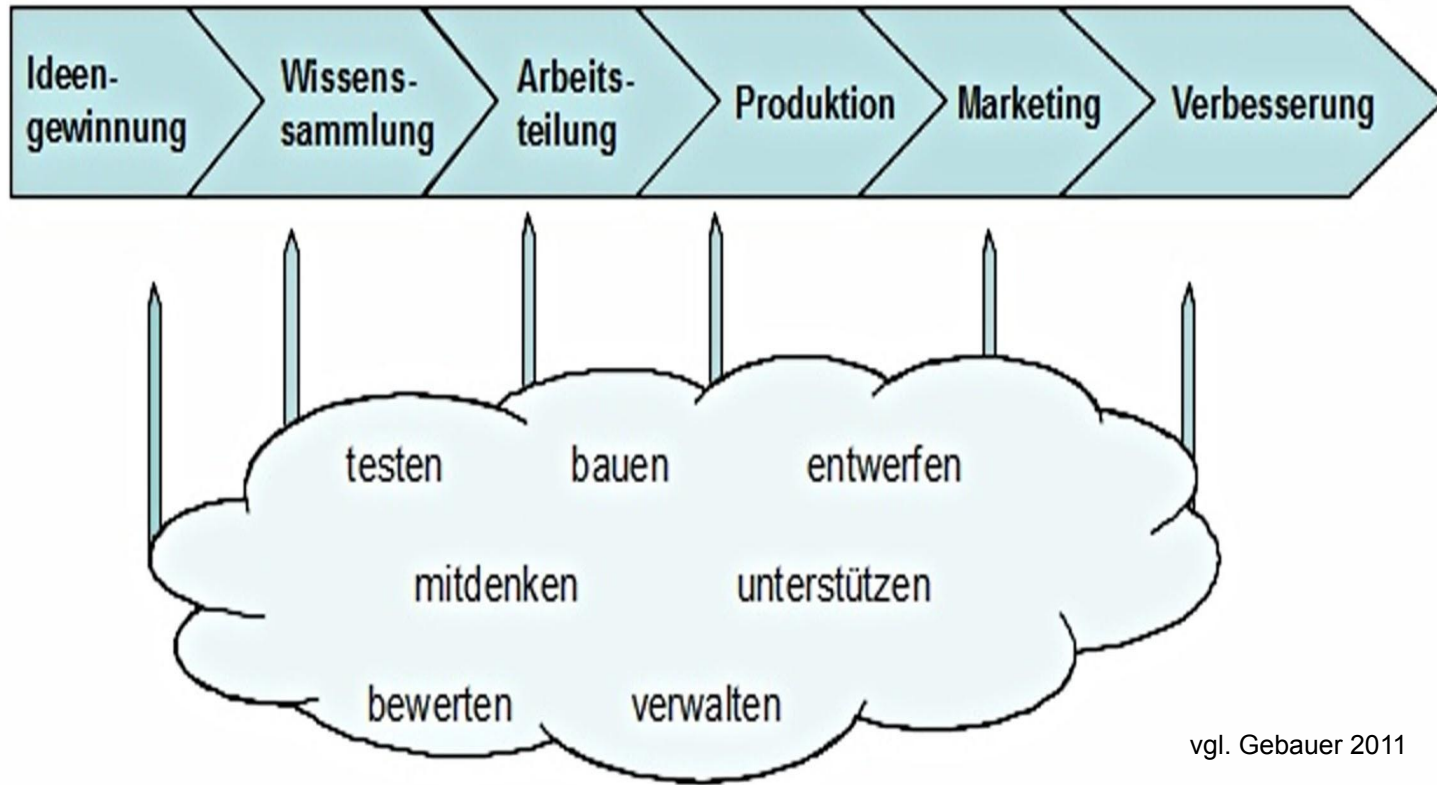 Ideen-
gewinnung
Wissens-
sammlung
Arbeits-
teilung
Produktion
Marketing
Verbesserung
testen
bauen
entwerfen
mitdenken
unterstützen
bewerten
verwalten
vgl. Gebauer 2011